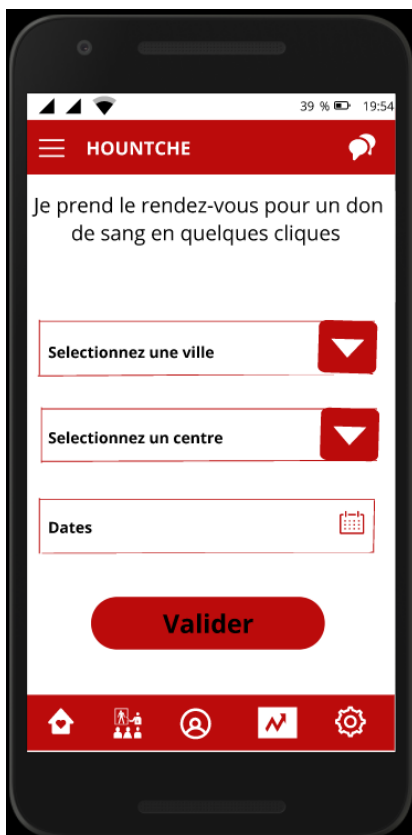 39 % 19:54
HOUNTCHE
Je prend le rendez-vous pour un don
de sang en quelques cliques
Selectionnez une ville
Selectionnez un centre
Dates
Valider